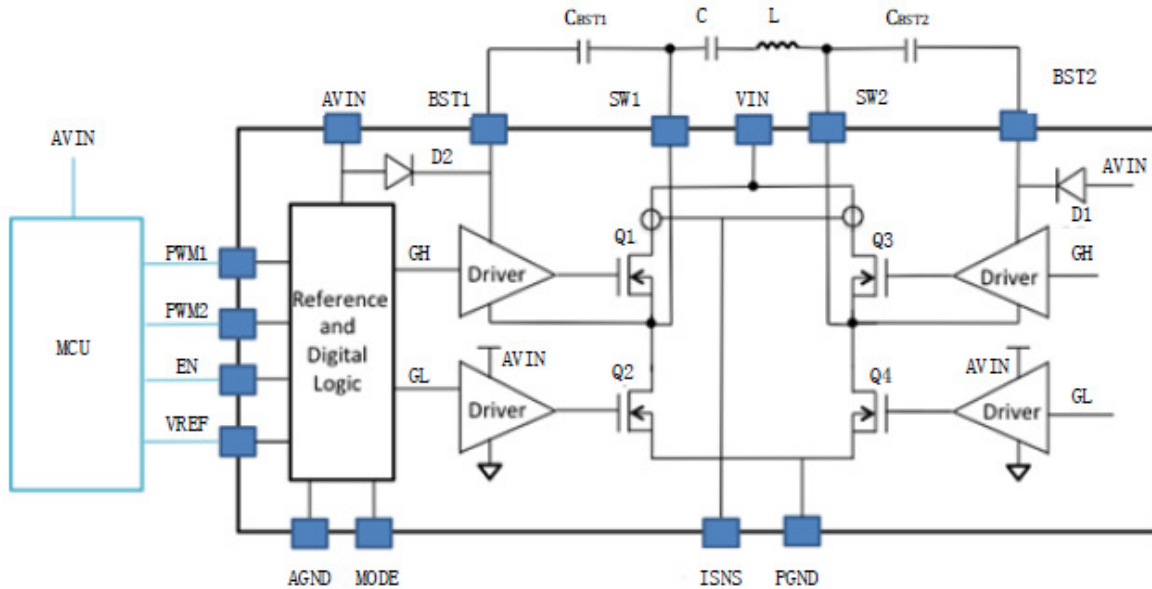 CBST1
C
L
CBST2
AVIN
BST1
SW1
VIN
SW2
BST2
AVIN
D2
AVIN
D1
PWM1
GH
Driver
Q1
Q3
Driver
GH
Reference
and
Digital
Logic
PWM2
MCU
EN
GL
AVIN
Q2
Q4
AVIN
GL
Driver
Driver
VREF
AGND
MODE
ISNS
PGND